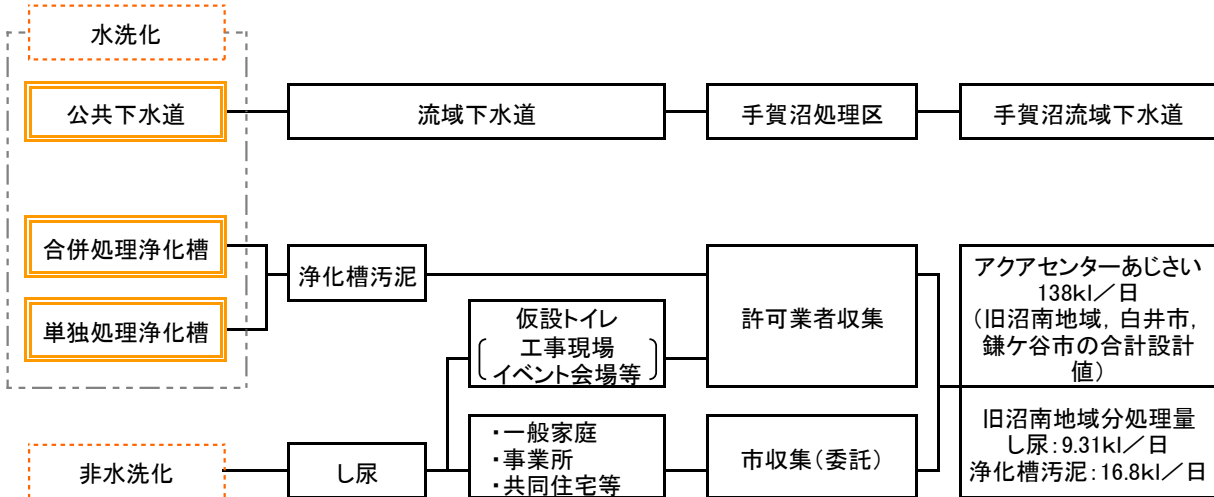 水洗化
公共下水道
流域下水道
手賀沼処理区
手賀沼流域下水道
合併処理浄化槽
単独処理浄化槽
浄化槽汚泥
仮設トイレ
工事現場
イベント会場等
許可業者収集
アクアセンターあじさい
138kl／日
（旧沼南地域，白井市，
鎌ケ谷市の合計設計
値）
非水洗化
し尿
・一般家庭
・事業所
・共同住宅等
市収集（委託）
旧沼南地域分処理量
し尿：9.31kl／日
浄化槽汚泥：16.8kl／日